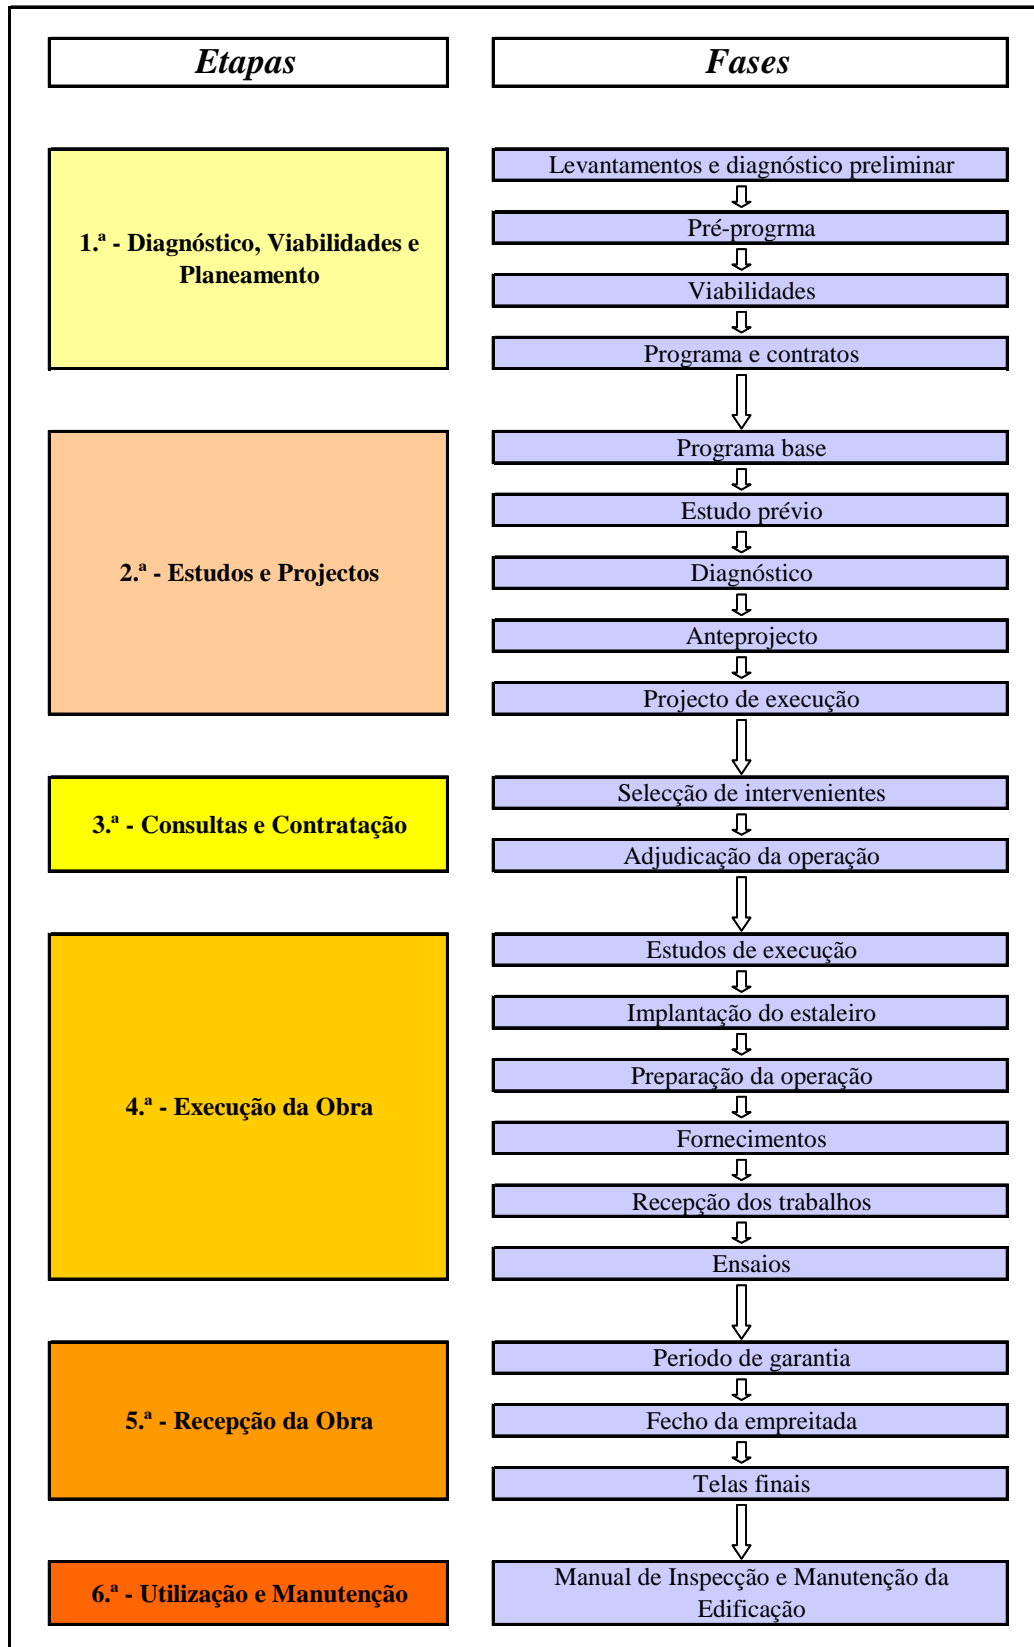 Etapas
Fases
1.ª - Diagnóstico, Viabilidades e
Planeamento
Levantamentos e diagnóstico preliminar
Pré-progrma
Viabilidades
Programa e contratos
2.ª - Estudos e Projectos
Programa base
Estudo prévio
Diagnóstico
Anteprojecto
Projecto de execução
3.ª - Consultas e Contratação
Selecção de intervenientes
Adjudicação da operação
4.ª - Execução da Obra
Estudos de execução
Implantação do estaleiro
Preparação da operação
Fornecimentos
Recepção dos trabalhos
Ensaios
5.ª - Recepção da Obra
Periodo de garantia
Fecho da empreitada
Telas finais
6.ª - Utilização e Manutenção
Manual de Inspecção e Manutenção da
Edificação